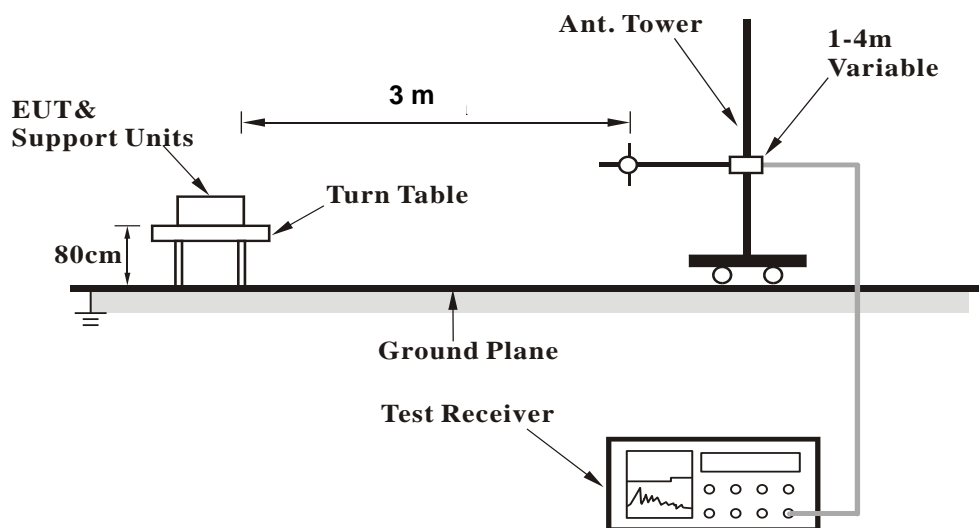 Ant. Tower
1-4m
Variable
3 m
EUT&
Support Units
Turn Table
80cm
Ground Plane
Test Receiver